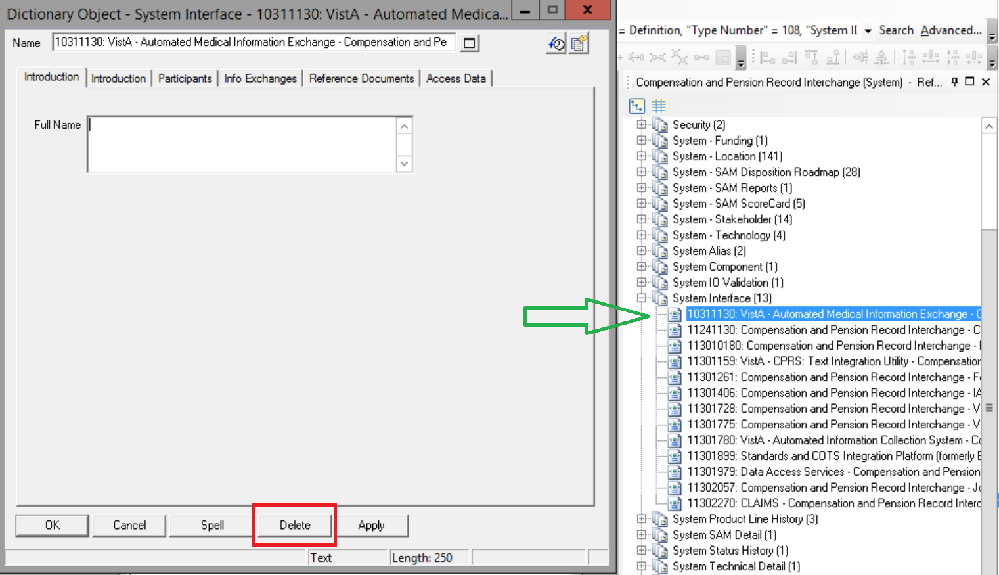 Dictionary Object - System Interface - 10311130: VistA - Automated Medica...
Name 10311130: VistA - Automated Medical Information Exchange - Compensation and Pe
Introduction Introduction Participants Info Exchanges Reference Documents Access Data
Full Name
OK Cancel Spell Delete Apply
Text Length: 250
= Definition, "Type Number" = 108, "System I Search Advanced...
Compensation and Pension Record Interchange (System) - Ref...
Security (2)
System - Funding (1)
System - Location (141)
System - SAM Disposition Roadmap (28)
System - SAM Reports (1)
System - SAM ScoreCard (5)
System - Stakeholder (14)
System - Technology (4)
System Alias (2)
System Component (1)
System IO Validation (1)
System Interface (13)
10311130: VistA - Automated Medical Information Exchange - C
11241130: Compensation and Pension Record Interchange - C
113010180: Compensation and Pension Record Interchange - I
11301159: VistA - CPRS: Text Integration Utility - Compensation
11301261: Compensation and Pension Record Interchange - Fe
11301406: Compensation and Pension Record Interchange - IA
11301728: Compensation and Pension Record Interchange - V
11301775: Compensation and Pension Record Interchange - V
11301780: VistA - Automated Information Collection System - Co
11301899: Standards and COTS Integration Platform (formerly E
11301979: Data Access Services - Compensation and Pension
11302057: Compensation and Pension Record Interchange - Jo
11302270: CLAIMS - Compensation and Pension Record Interc
System Product Line History (3)
System SAM Detail (1)
System Status History (1)
System Technical Detail (1)